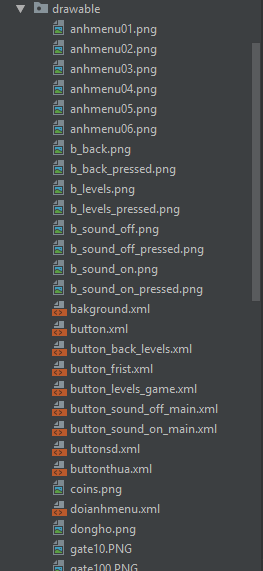 drawable
anhmenu01.png
anhmenu02.png
anhmenu03.png
anhmenu04.png
anhmenu05.png
anhmenu06.png
b_back.png
b_back_pressed.png
b_levels.png
b_levels_pressed.png
b_sound_off.png
b_sound_off_pressed.png
b_sound_on.png
b_sound_on_pressed.png
bakground.xml
button.xml
button_back_levels.xml
button_frist.xml
button_levels_game.xml
button_sound_off_main.xml
button_sound_on_main.xml
buttonsd.xml
buttonthua.xml
coins.png
doianhmenu.xml
dongho.png
gate10.PNG
gate100.PNG